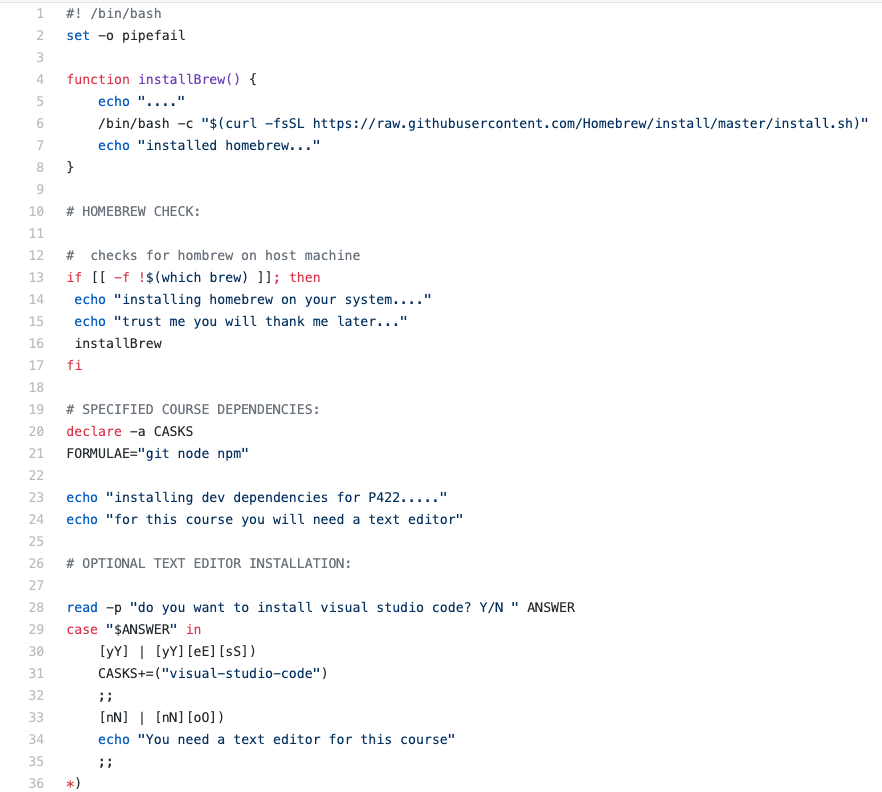 1 #! /bin/bash
2 set -o pipefail
3
4 function installBrew() {
5     echo "...."
6     /bin/bash -c "$(curl -fsSL https://raw.githubusercontent.com/Homebrew/install/master/install.sh)"
7     echo "installed homebrew..."
8 }
9
10 # HOMEBREW CHECK:
11
12 #  checks for hombrew on host machine
13 if [[ -f !$(which brew) ]]; then
14  echo "installing homebrew on your system...."
15  echo "trust me you will thank me later..."
16  installBrew
17 fi
18
19 # SPECIFIED COURSE DEPENDENCIES:
20 declare -a CASKS
21 FORMULAE="git node npm"
22
23 echo "installing dev dependencies for P422....."
24 echo "for this course you will need a text editor"
25
26 # OPTIONAL TEXT EDITOR INSTALLATION:
27
28 read -p "do you want to install visual studio code? Y/N " ANSWER
29 case "$ANSWER" in
30     [yY] | [yY][eE][sS])
31     CASKS+=("visual-studio-code")
32     ;;
33     [nN] | [nN][oO])
34     echo "You need a text editor for this course"
35     ;;
36 *)